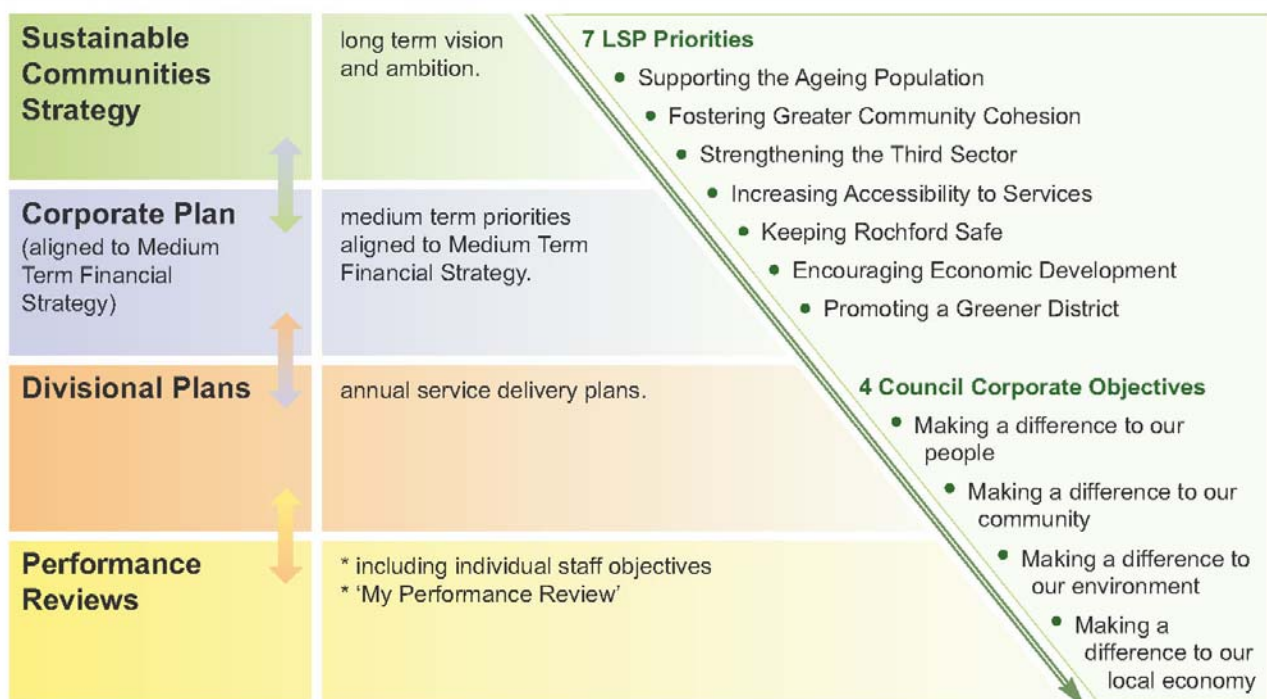 Sustainable
Communities
Strategy
long term vision
and ambition.
Corporate Plan
(aligned to Medium
Term Financial
Strategy)
medium term priorities
aligned to Medium Term
Financial Strategy.
Divisional Plans
annual service delivery plans.
Performance
Reviews
* including individual staff objectives
* ‘My Performance Review’
7 LSP Priorities
• Supporting the Ageing Population
• Fostering Greater Community Cohesion
• Strengthening the Third Sector
• Increasing Accessibility to Services
• Keeping Rochford Safe
• Encouraging Economic Development
• Promoting a Greener District
4 Council Corporate Objectives
• Making a difference to our
people
• Making a difference to our
community
• Making a difference to
our environment
• Making a
difference to our
local economy